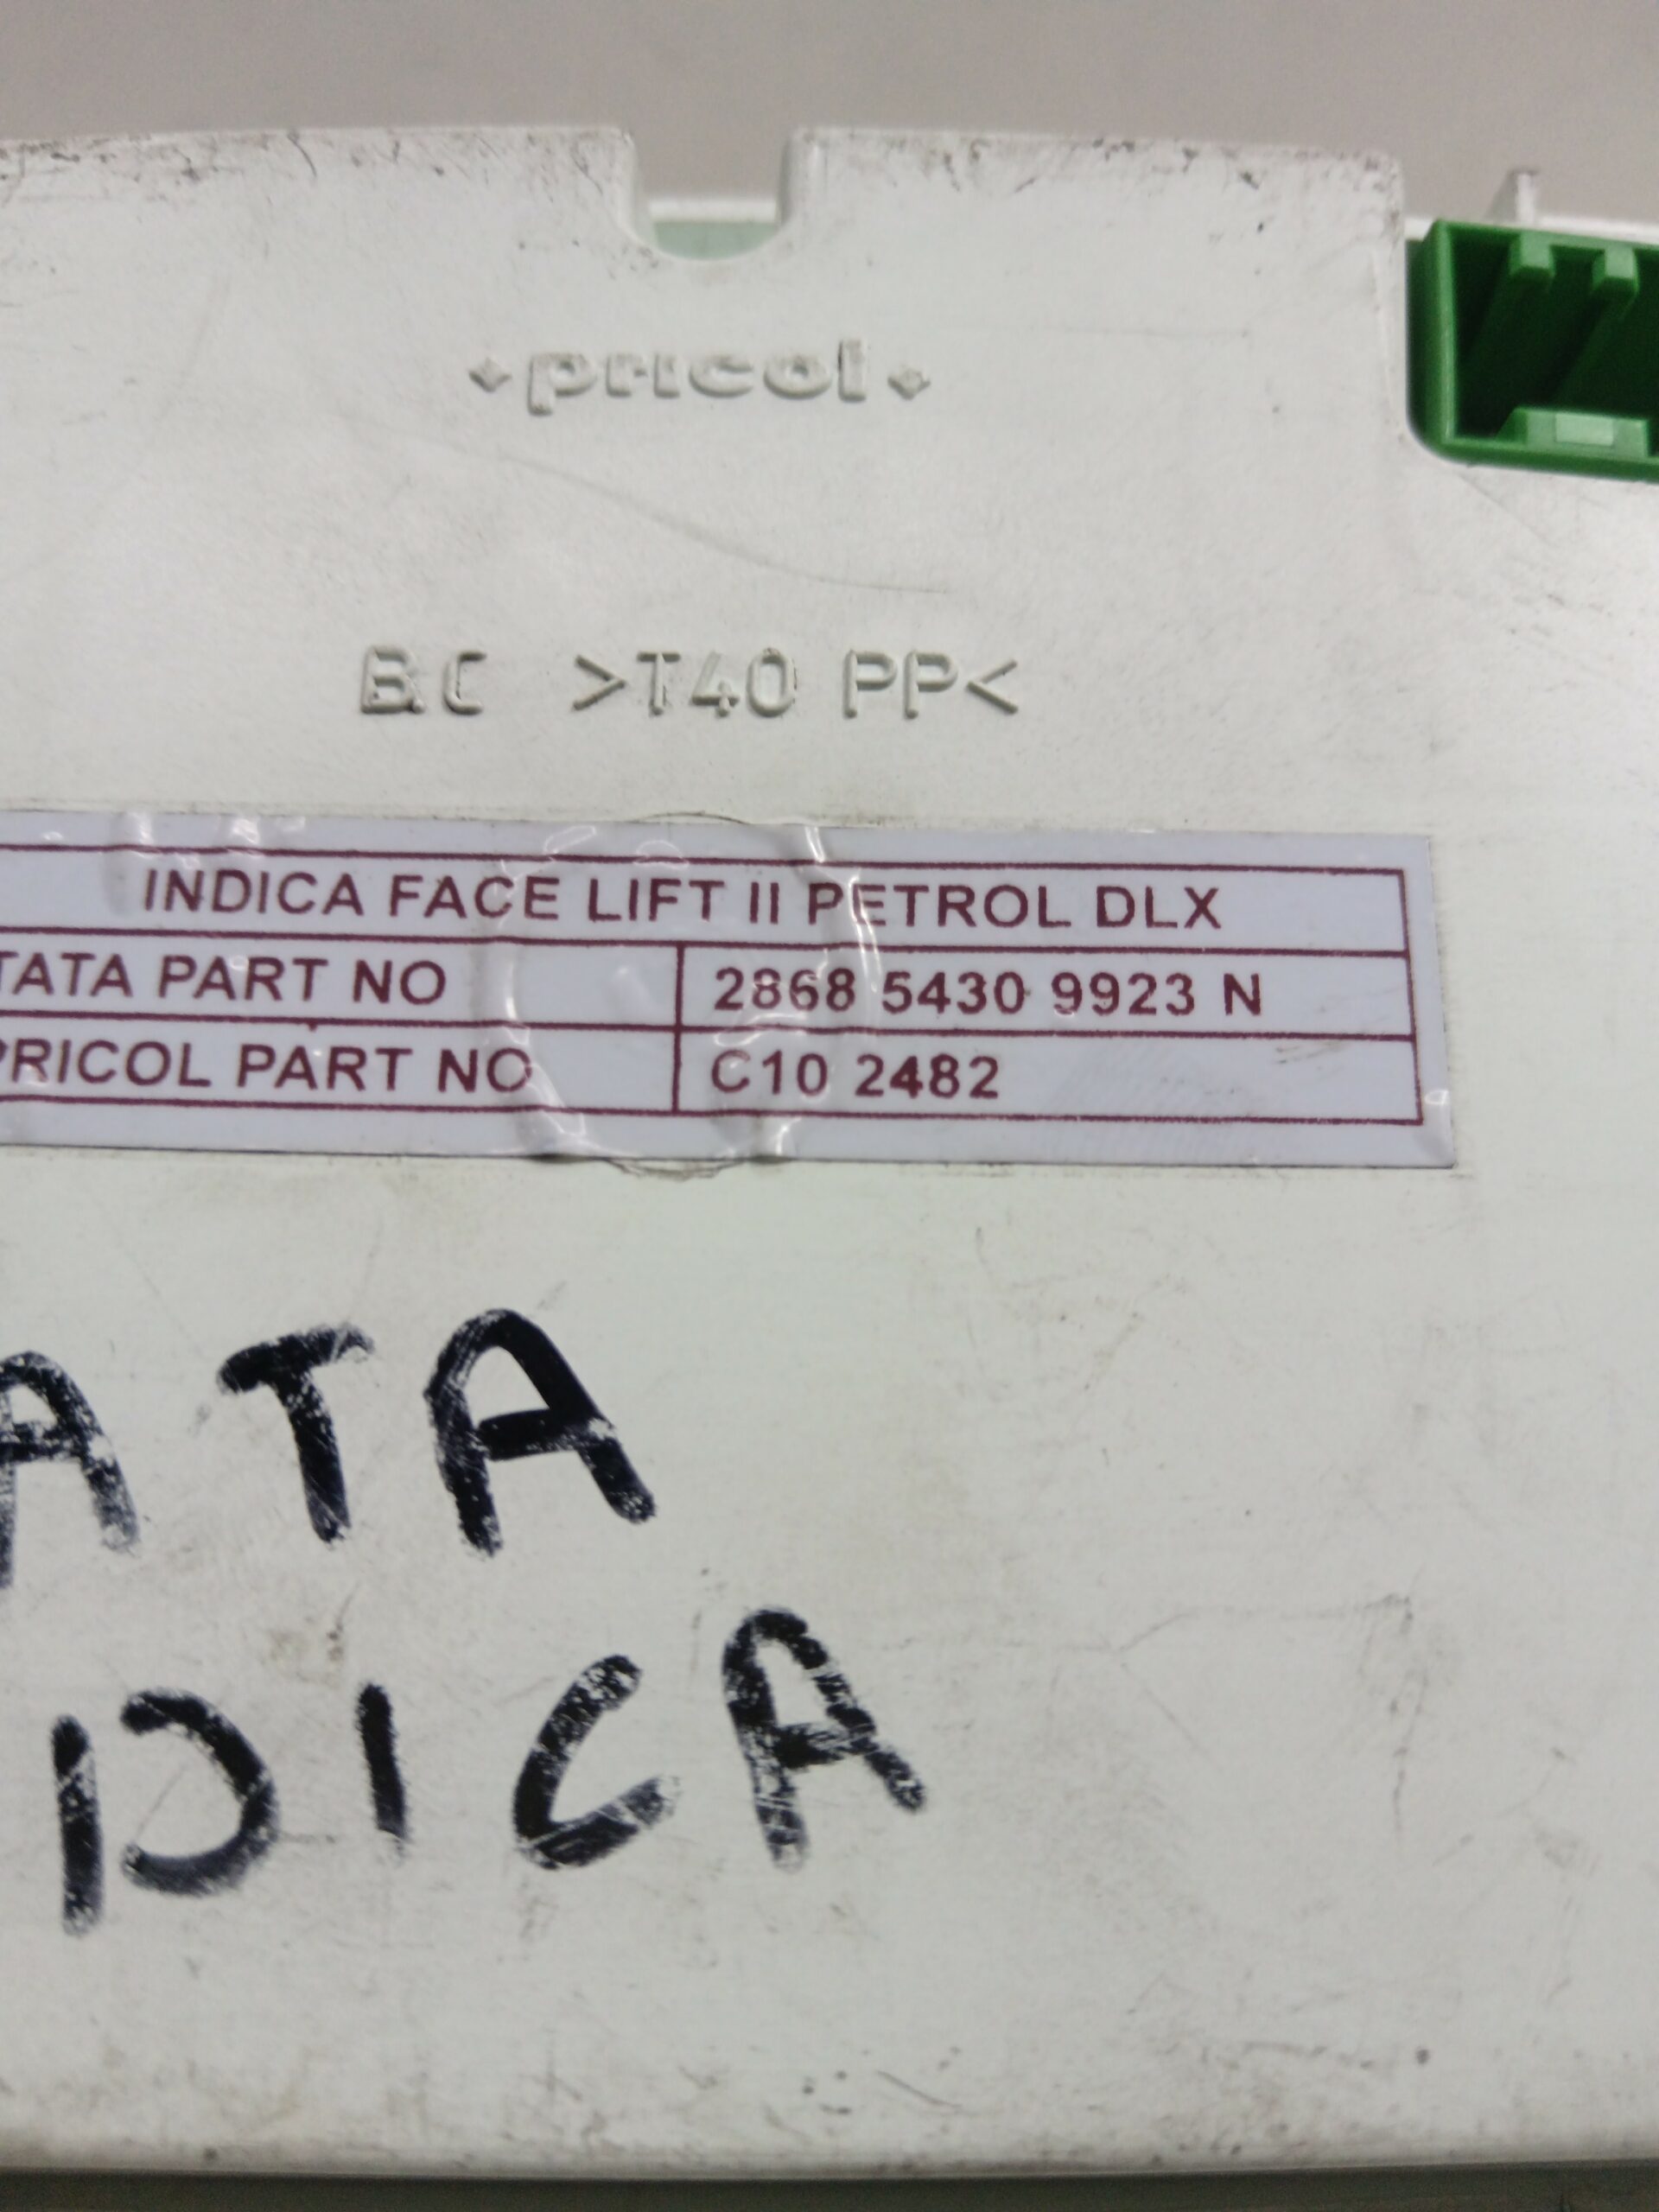 pricol
B.C >T40 PP<
INDICA FACE LIFT II PETROL DLX
TATA PART NO 2868 5430 9923 N
PRICOL PART NO C10 2482
ATA
DICA